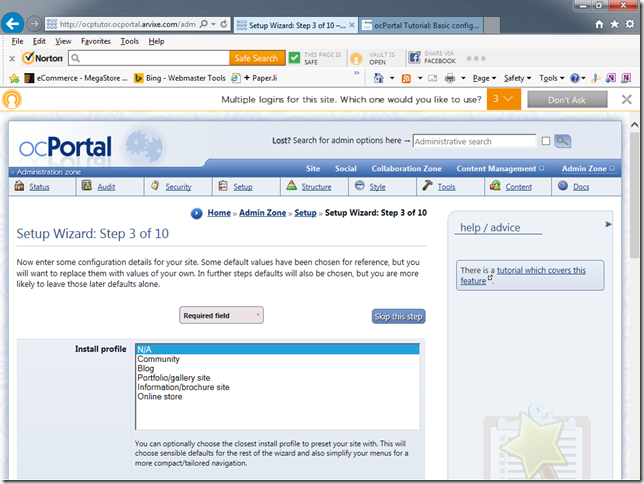 http://ocptutor.ocportal.arvixe.com/adm
Setup Wizard: Step 3 of 10 –...
ocPortal Tutorial: Basic config...
File Edit View Favorites Tools Help
Norton
Safe Search
THIS PAGE IS SAFE
VAULT IS OPEN
SHARE VIA FACEBOOK
eCommerce - MegaStore ...
Bing - Webmaster Tools
+ Paper.li
Page
Safety
Tools
Multiple logins for this site. Which one would you like to use?
3
Don't Ask
ocPortal
Lost? Search for admin options here →
Administrative search
» Administration zone
Site
Social
Collaboration Zone
Content Management
Admin Zone
Status
Audit
Security
Setup
Structure
Style
Tools
Content
Docs
Home » Admin Zone » Setup » Setup Wizard: Step 3 of 10
help / advice
Setup Wizard: Step 3 of 10
There is a tutorial which covers this
feature.
Now enter some configuration details for your site. Some default values have been chosen for reference, but you
will want to replace them with values of your own. In further steps defaults will also be chosen, but you are more
likely to leave those later defaults alone.
Required field *
Skip this step
Install profile
N/A
Community
Blog
Portfolio/gallery site
Information/brochure site
Online store
You can optionally choose the closest install profile to preset your site with. This will
choose sensible defaults for the rest of the wizard and also simplify your menus for a
more compact/tailored navigation.